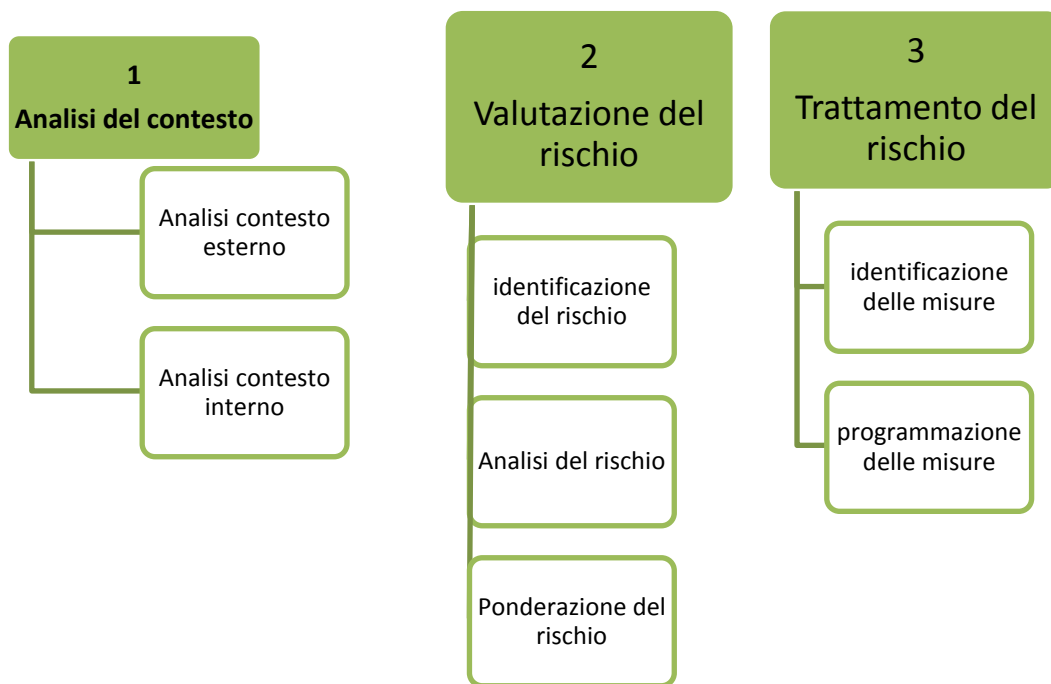 1
Analisi del contesto
Analisi contesto
esterno
Analisi contesto
interno
2
Valutazione del
rischio
identificazione
del rischio
Analisi del rischio
Ponderazione del
rischio
3
Trattamento del
rischio
identificazione
delle misure
programmazione
delle misure